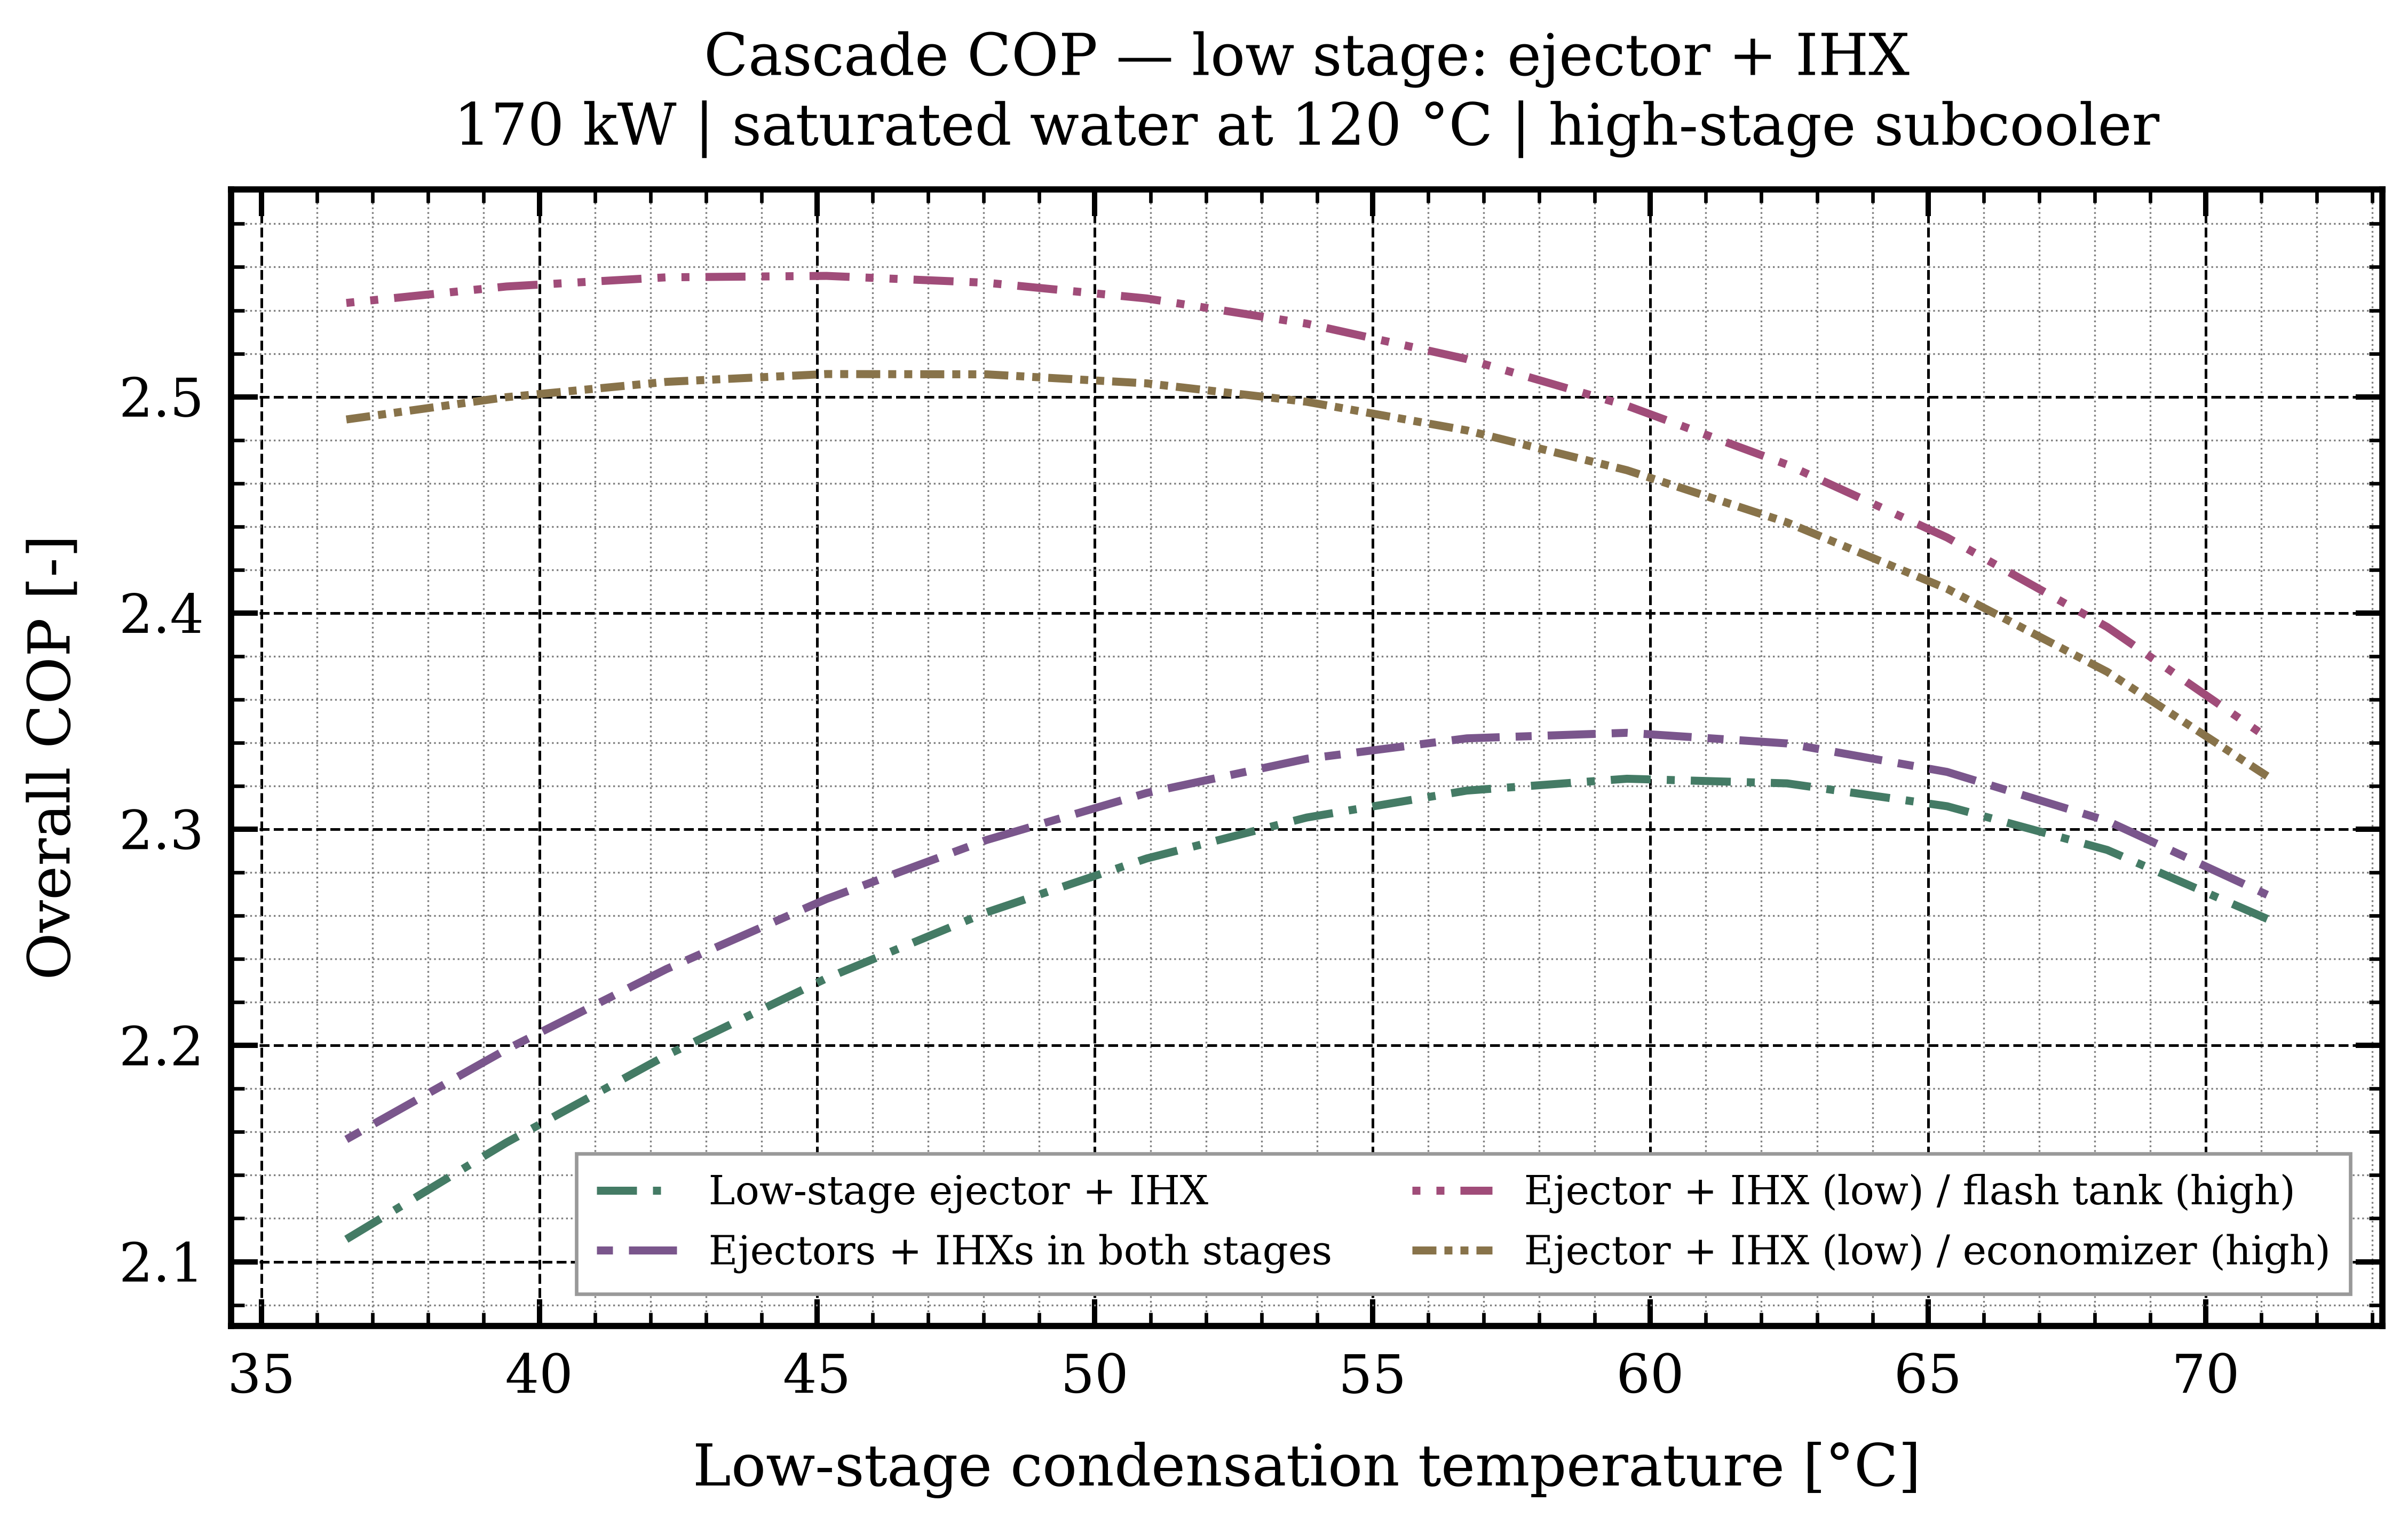 Cascade COP — low stage: ejector + IHX
170 kW | saturated water at 120 °C | high-stage subcooler
Overall COP [-]
2.5
2.4
2.3
2.2
2.1
Low-stage ejector + IHX
Ejectors + IHXs in both stages
Ejector + IHX (low) / flash tank (high)
Ejector + IHX (low) / economizer (high)
35 40 45 50 55 60 65 70
Low-stage condensation temperature [°C]